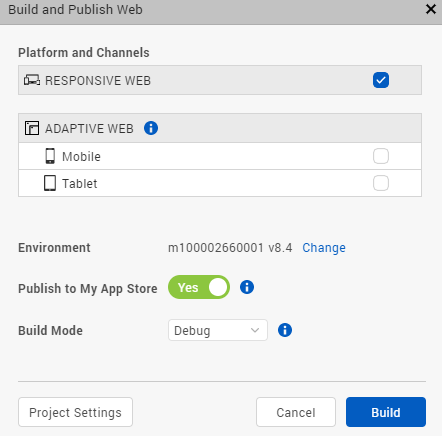 Build and Publish Web
Platform and Channels
RESPONSIVE WEB
ADAPTIVE WEB
Mobile
Tablet
Environment m100002660001 v8.4 Change
Publish to My App Store Yes
Build Mode Debug
Project Settings Cancel Build